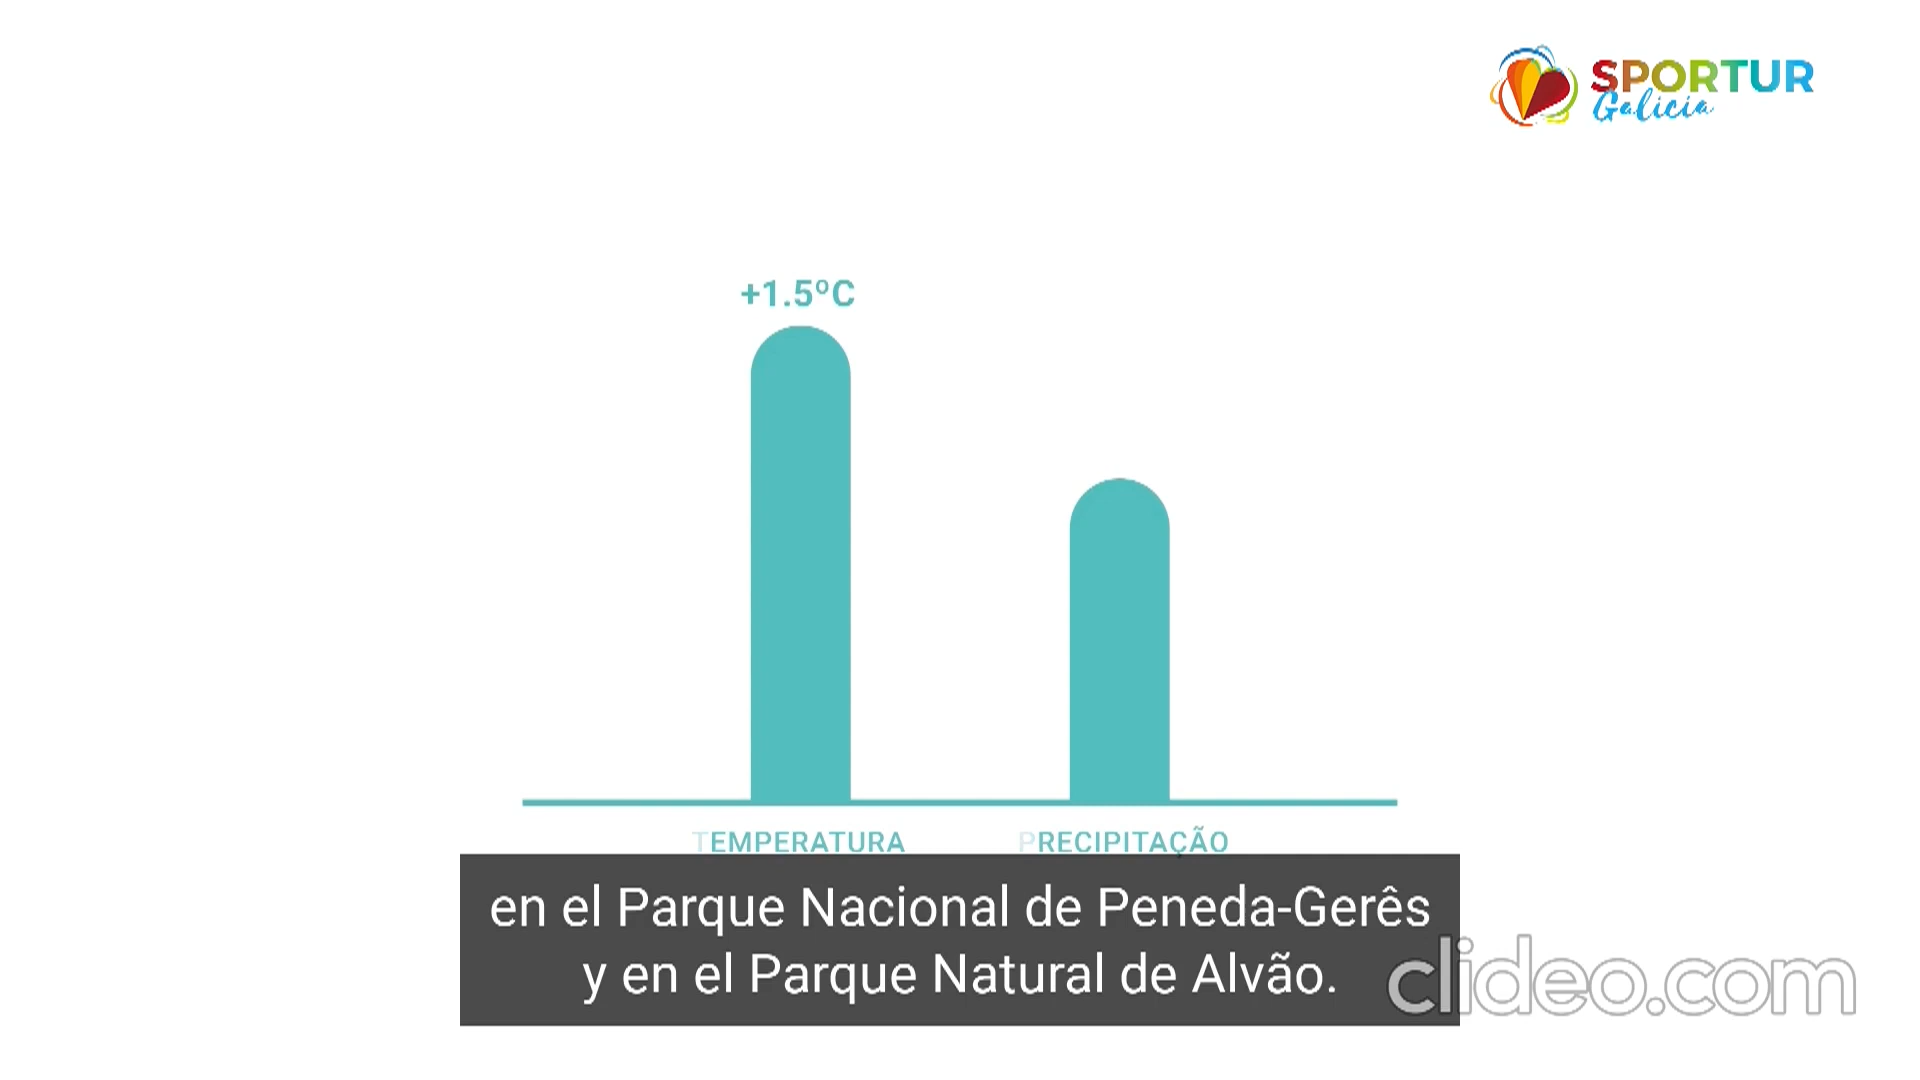 SPORTUR
Galicia
+1.5ºC
TEMPERATURA
PRECIPITAÇÃO
en el Parque Nacional de Peneda-Gerês
y en el Parque Natural de Alvão.
clideo.com